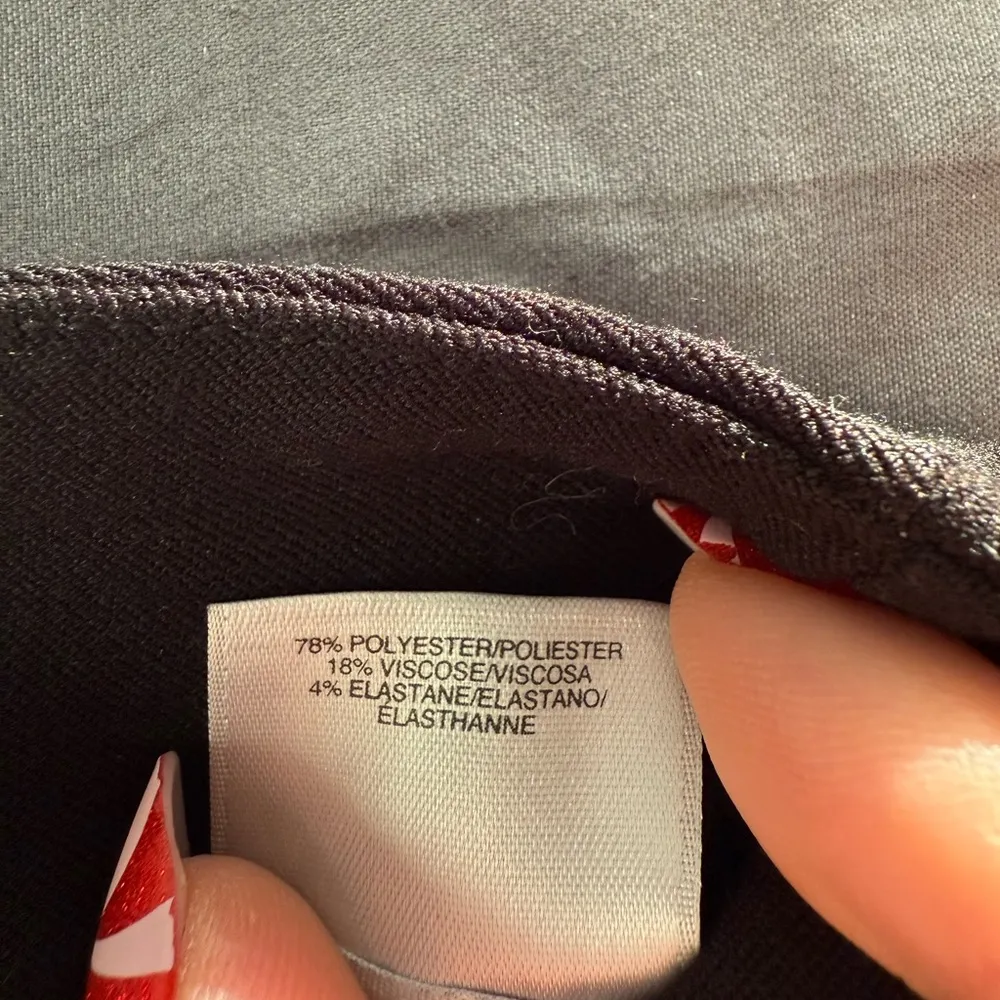 78% POLYESTER/POLIESTER
18% VISCOSE/VISCOSA
4% ELASTANE/ELASTANO/
ÉLASTHANNE